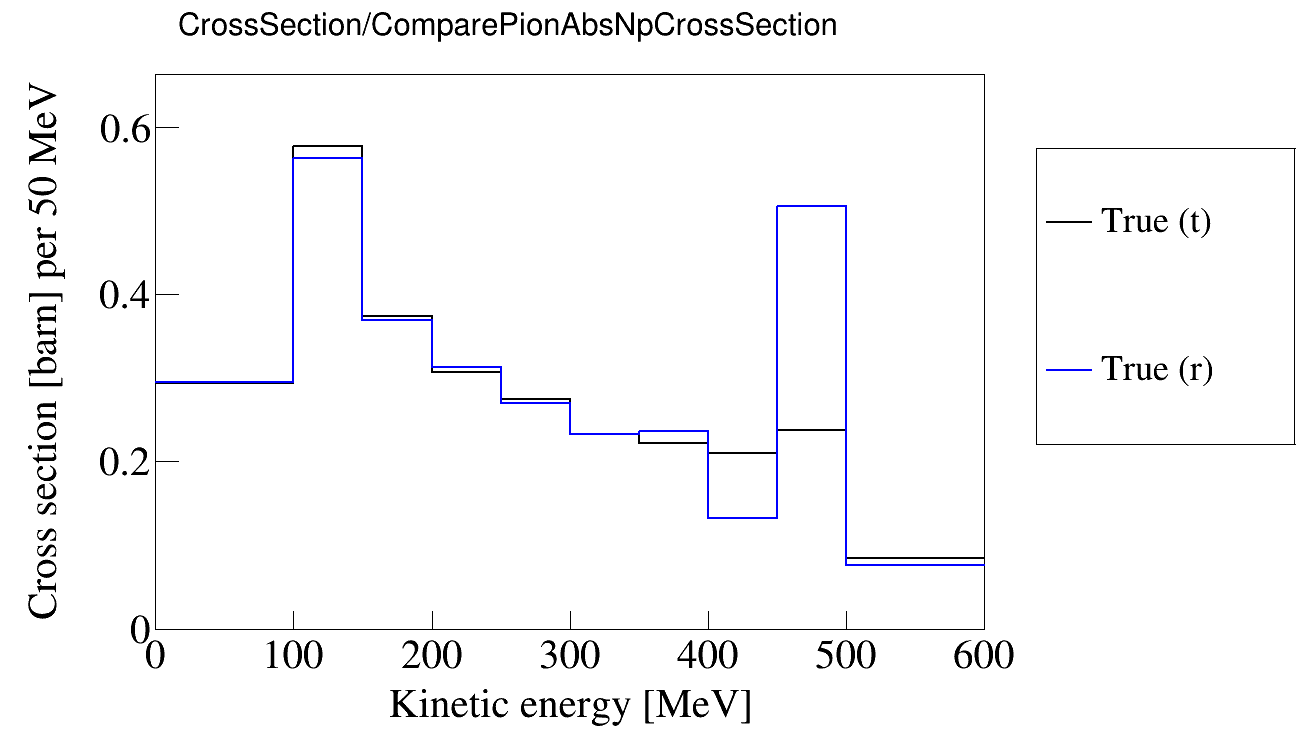 CrossSection/ComparePionAbsNpCrossSection
Cross section [barn] per 50 MeV
0.6
0.4
0.2
0
0 100 200 300 400 500 600
Kinetic energy [MeV]
True (t)
True (r)